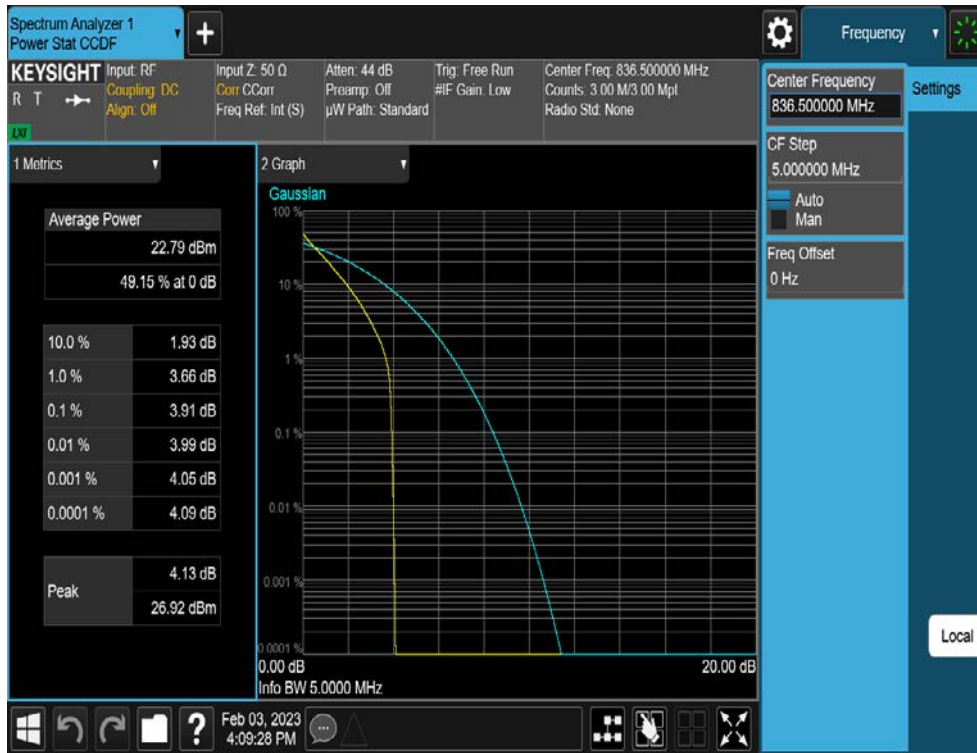 Spectrum Analyzer 1
Power Stat CCDF
Frequency
KEYSIGHT
R T
LXI
Input: RF
Coupling: DC
Align: Off
Input Z: 50 Ω
Corr CCorr
Freq Ref: Int (S)
Atten: 44 dB
Preamp: Off
µW Path: Standard
Trig: Free Run
#IF Gain: Low
Center Freq: 836.500000 MHz
Counts: 3.00 M/3.00 Mpt
Radio Std: None
Center Frequency
836.500000 MHz
Settings
CF Step
5.000000 MHz
Auto
Man
Freq Offset
0 Hz
1 Metrics
Average Power
22.79 dBm
49.15 % at 0 dB
10.0 % 1.93 dB
1.0 % 3.66 dB
0.1 % 3.91 dB
0.01 % 3.99 dB
0.001 % 4.05 dB
0.0001 % 4.09 dB
Peak
4.13 dB
26.92 dBm
2 Graph
Gaussian
100 %
10 %
1 %
0.1 %
0.01 %
0.001 %
0.0001 %
0.00 dB 20.00 dB
Info BW 5.0000 MHz
Local
?
Feb 03, 2023
4:09:28 PM